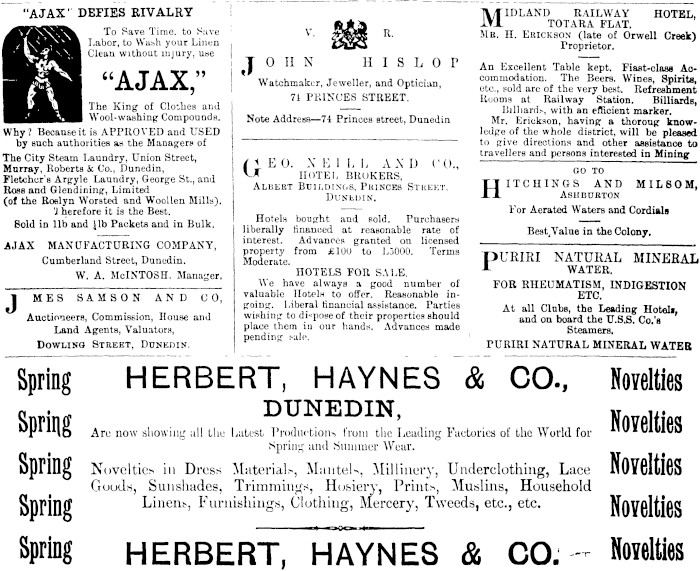 "AJAX" DEFIES RIVALRY
To Save Time, to Save
Labor, to Wash your Linen
Clean without injury, use
"AJAX,"
The King of Clothes and
Wool-washing Compounds.
Why? Because it is APPROVED and USED
by such authorities as the Managers of
The City Steam Laundry, Union Street,
Murray, Roberts & Co., Dunedin,
Fletcher's Argyle Laundry, George St., and
Ross and Glendining, Limited
(of the Roslyn Worsted and Woollen Mills).
Therefore it is the Best.
Sold in 1lb and ½lb Packets and in Bulk.
AJAX MANUFACTURING COMPANY,
Cumberland Street, Dunedin.
W. A. McINTOSH, Manager.
J MES SAMSON AND CO,
Auctioneers, Commission, House and
Land Agents, Valuators,
DOWLING STREET, DUNEDIN.
V. R.
JOHN HISLOP
Watchmaker, Jeweller, and Optician,
74 PRINCES STREET.
Note Address—74 Princes street, Dunedin
GEO. NEILL AND CO.,
HOTEL BROKERS,
ALBERT BUILDINGS, PRINCES STREET.
DUNEDIN.
Hotels bought and sold. Purchasers
liberally financed at reasonable rate of
interest. Advances granted on licensed
property from £100 to L5000. Terms
Moderate.
HOTELS FOR SALE.
We have always a good number of
valuable Hotels to offer. Reasonable in-
going. Liberal financial assistance. Parties
wishing to dispose of their properties should
place them in our hands. Advances made
pending sale.
MIDLAND RAILWAY HOTEL,
TOTARA FLAT.
MR. H. ERICKSON (late of Orwell Creek)
Proprietor.
An Excellent Table kept. Fiast-class Ac-
commodation. The Beers, Wines, Spirits,
etc., sold are of the very best. Refreshment
Rooms at Railway Station. Billiards,
Billiards, with an efficient marker.
Mr. Erickson, having a thoroug know-
ledge of the whole district, will be pleased
to give directions and other assistance to
travellers and persons interested in Mining
GO TO
HITCHINGS AND MILSOM,
ASHBURTON
For Aerated Waters and Cordials
Best Value in the Colony.
PURIRI NATURAL MINERAL
WATER.
FOR RHEUMATISM, INDIGESTION
ETC.
At all Clubs, the Leading Hotels,
and on board the U.S.S. Co.'s
Steamers.
PURIRI NATURAL MINERAL WATER
Spring HERBERT, HAYNES & CO., Novelties
DUNEDIN,
Spring Novelties
Are now showing all the Latest Productions from the Leading Factories of the World for
Spring and Summer Wear.
Spring Novelties
Novelties in Dress Materials, Mantels, Millinery, Underclothing, Lace
Goods, Sunshades, Trimmings, Hosiery, Prints, Muslins, Household
Spring Linens, Furnishings, Clothing, Mercery, Tweeds, etc., etc. Novelties
Spring HERBERT, HAYNES & CO. Novelties